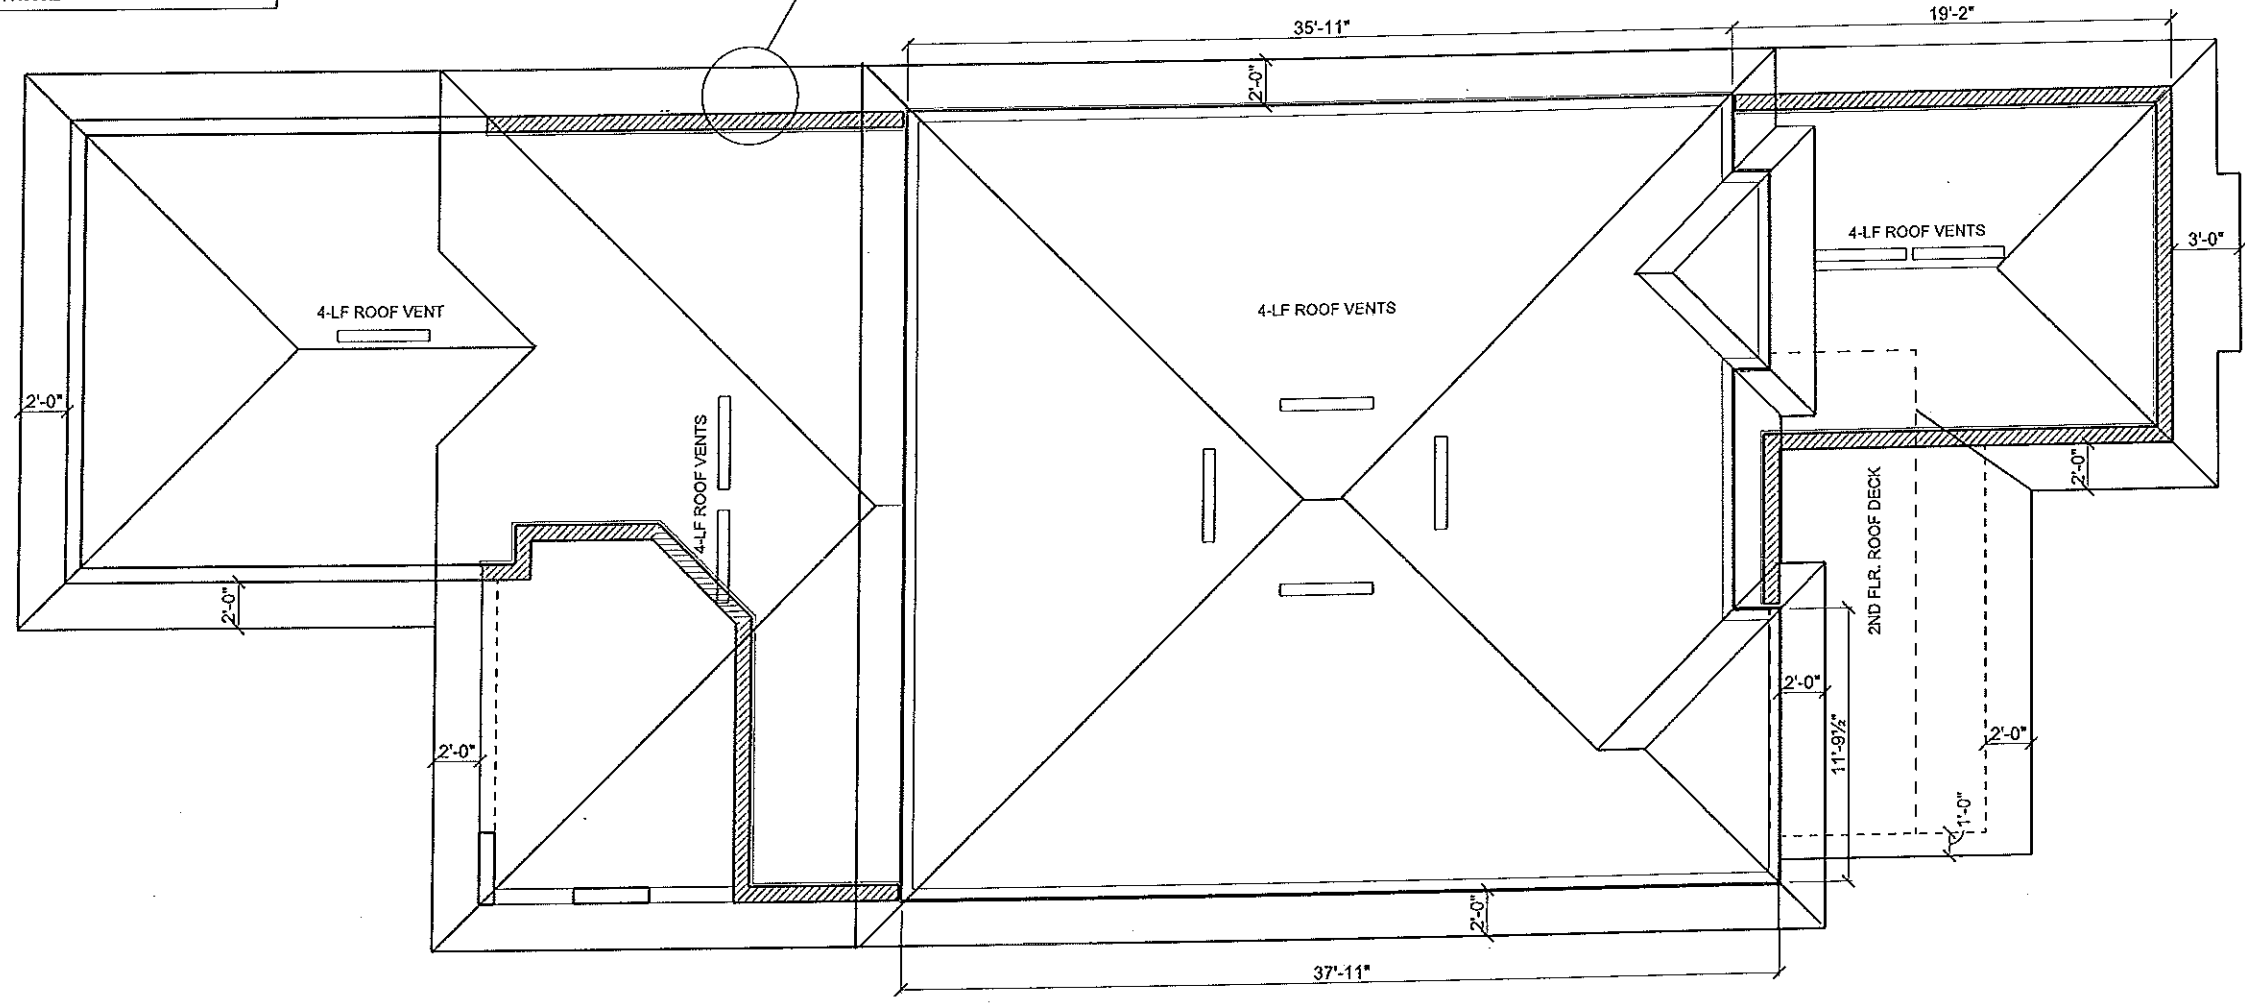 19'-2"
35'-11"
2'-0"
4-LF ROOF VENTS
3'-0"
4-LF ROOF VENT
4-LF ROOF VENTS
2'-0"
4-LF ROOF VENTS
2'-0"
2ND FLR. ROOF DECK
2'-0"
2'-0"
11'-9½"
2'-0"
2'-0"
1'-0"
2'-0"
37'-11"